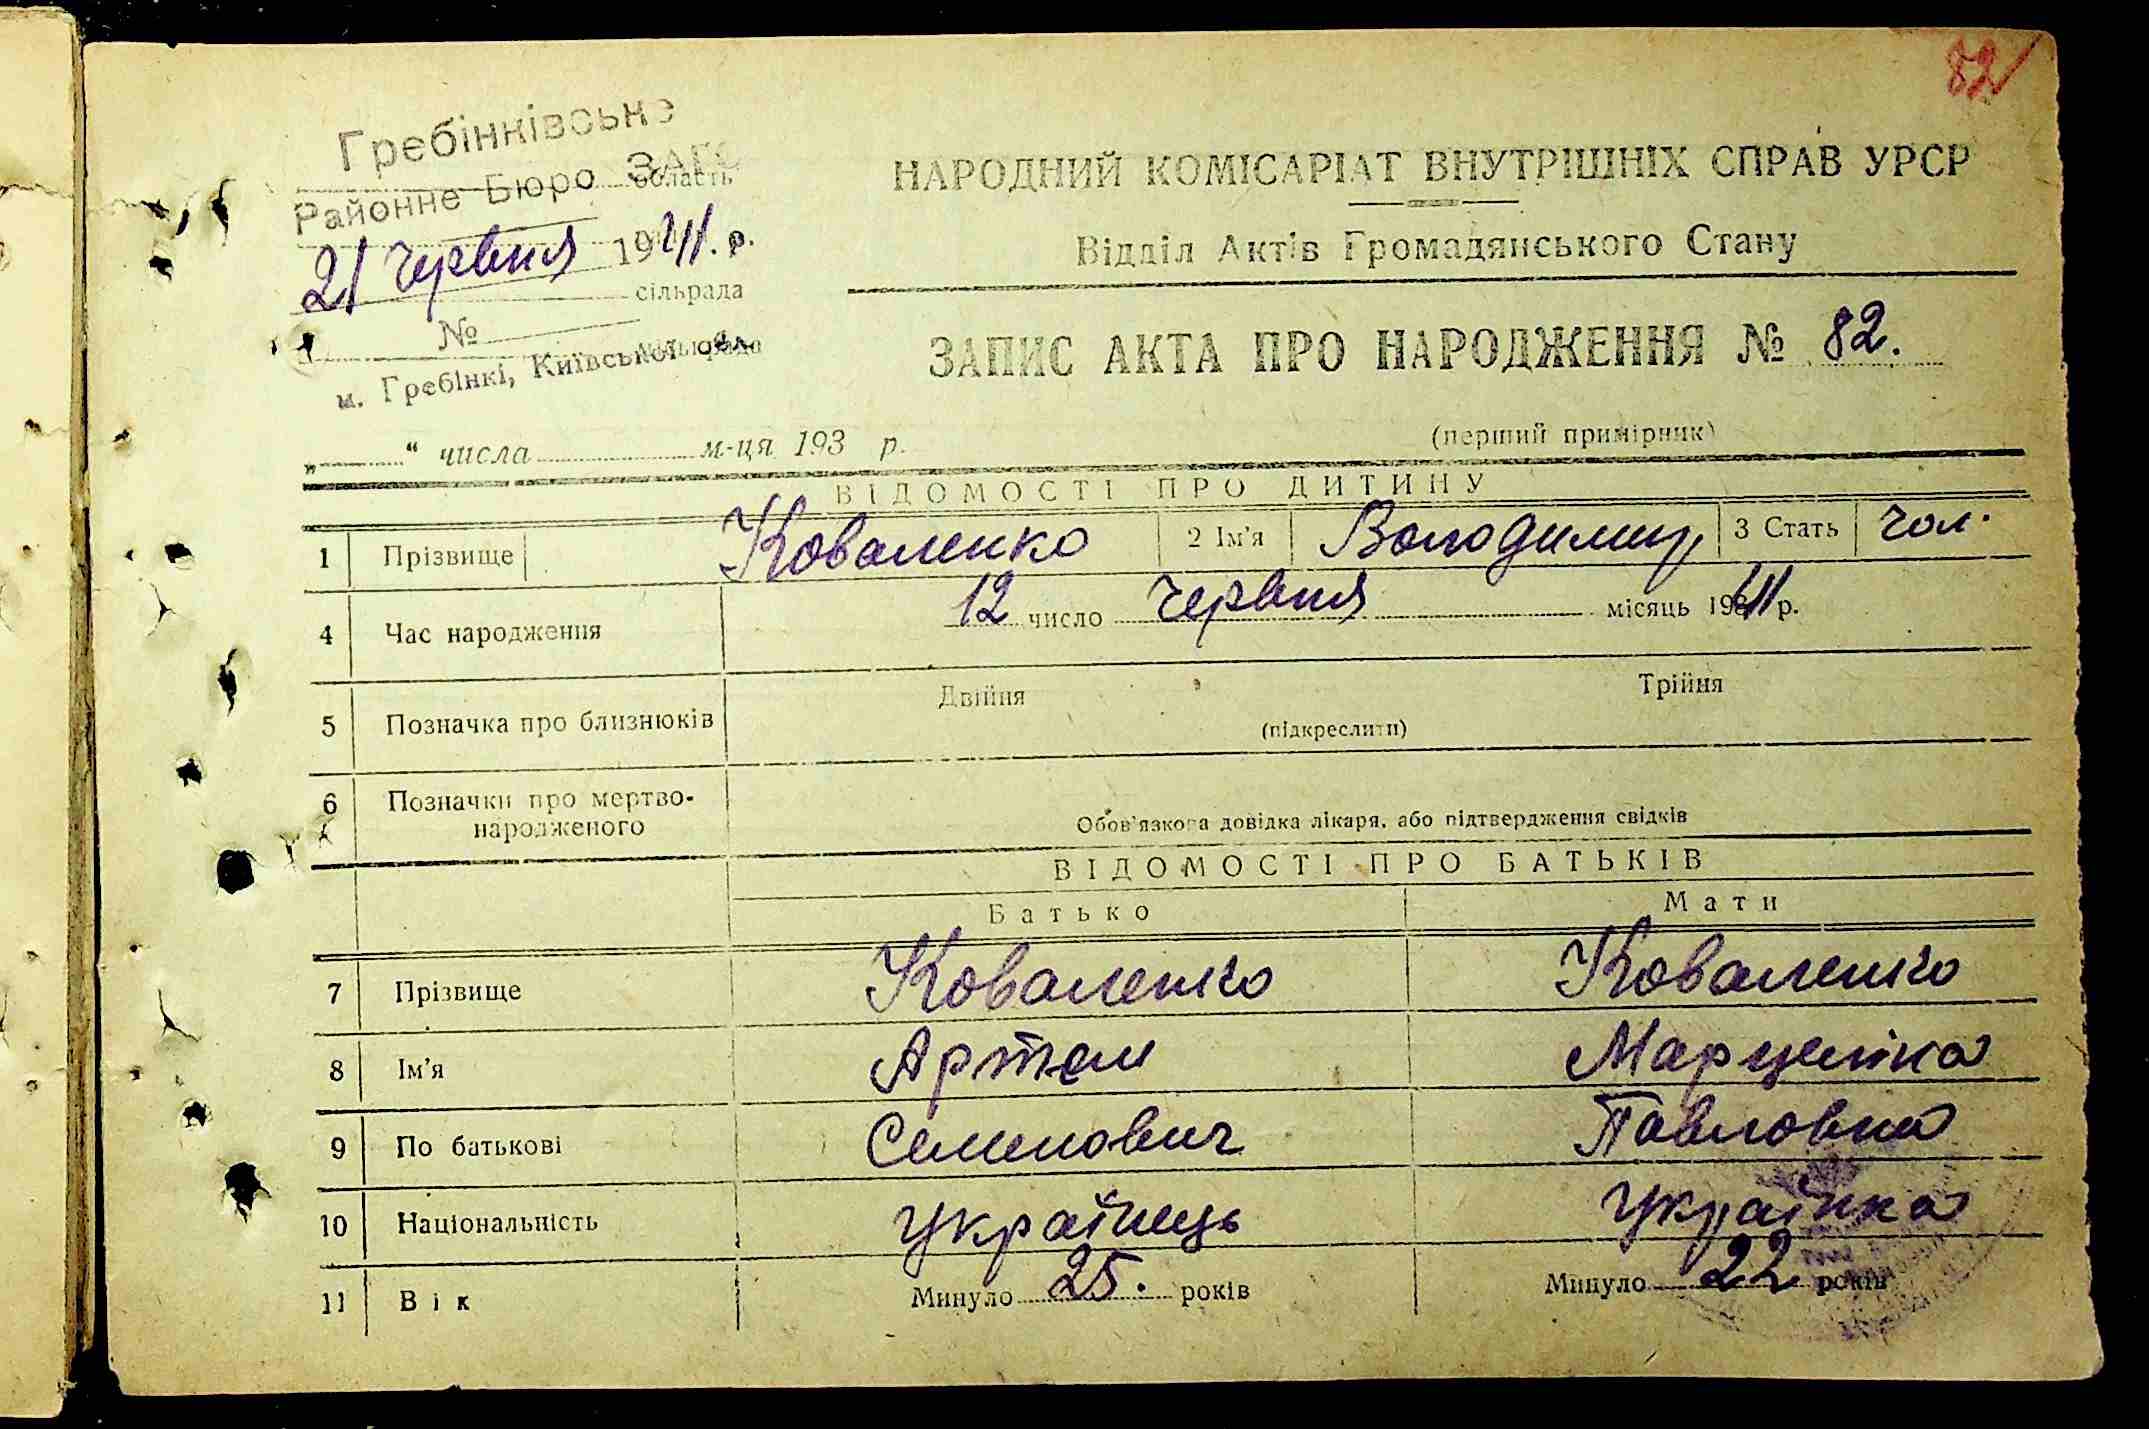 82
Гребінківське
Районне Бюро ЗАГС
область
21 червня 1941 р.
сільрада
№
м. Гребінкі, Київської обл.
„ “ числа м-ця 193 р.
НАРОДНИЙ КОМІСАРІАТ ВНУТРІШНІХ СПРАВ УРСР
Відділ Актів Громадянського Стану
ЗАПИС АКТА ПРО НАРОДЖЕННЯ № 82.
(перший примірник)
ВІДОМОСТІ ПРО ДИТИНУ
1 Прізвище Коваленко 2 Ім'я Володимир 3 Стать чол.
4 Час народження 12 число червня місяць 1941 р.
5 Позначка про близнюків Двійня Трійня
(підкреслити)
6 Позначки про мертво-
народженого
Обов'язкова довідка лікаря, або підтвердження свідків
ВІДОМОСТІ ПРО БАТЬКІВ
Батько Мати
7 Прізвище Коваленко Коваленко
8 Ім'я Артем Марцеліна
9 По батькові Семенович Павловна
10 Національність Українець Українка
11 Вік Минуло 25. років Минуло 22 років